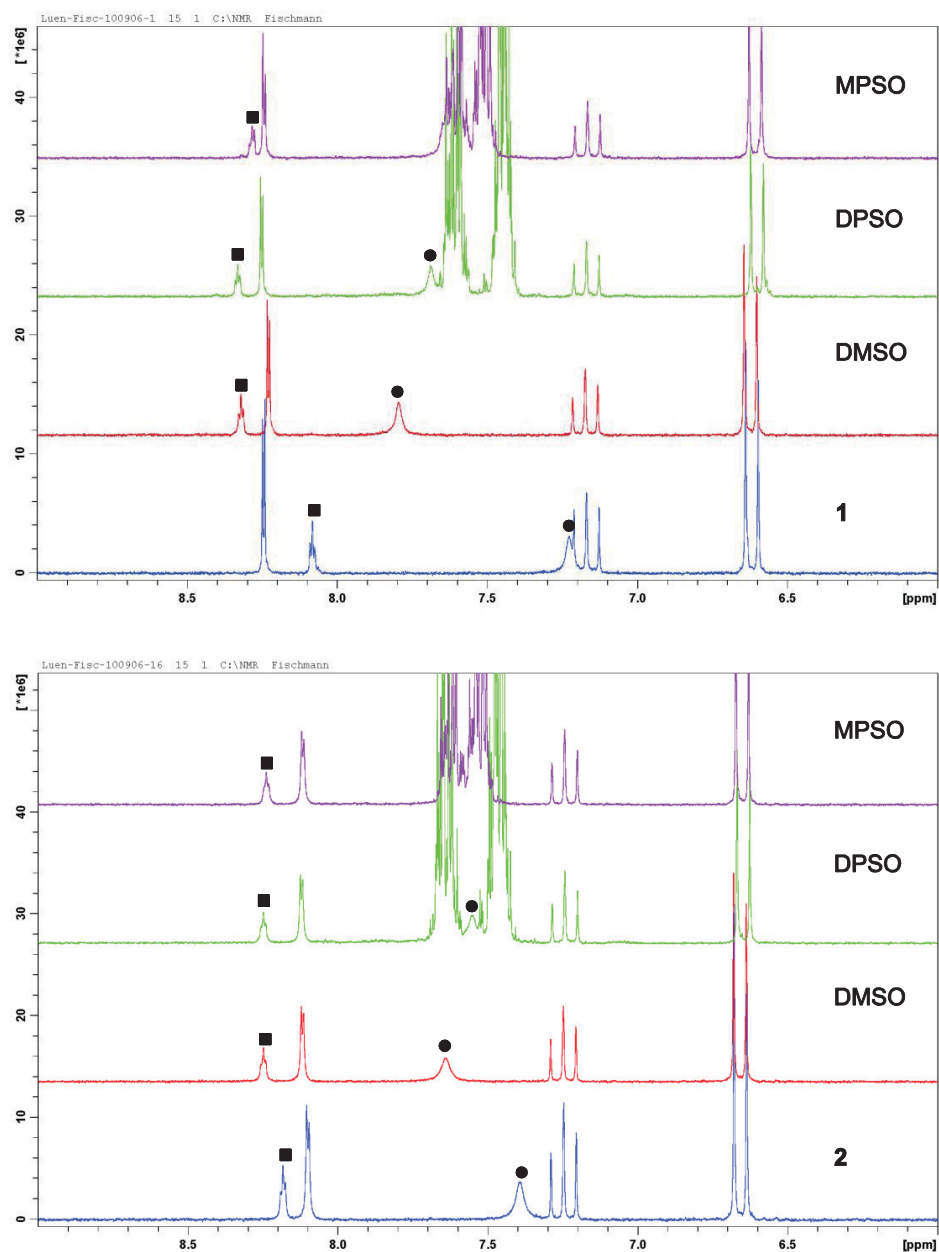 Luen-Fisc-100906-1 15 1 C:\NMR Fischmann
[*1e6]
40
30
20
10
0
MPSO
DPSO
DMSO
1
8.5 8.0 7.5 7.0 6.5 [ppm]
Luen-Fisc-100906-16 15 1 C:\NMR Fischmann
[*1e6]
40
30
20
10
0
MPSO
DPSO
DMSO
2
8.5 8.0 7.5 7.0 6.5 [ppm]